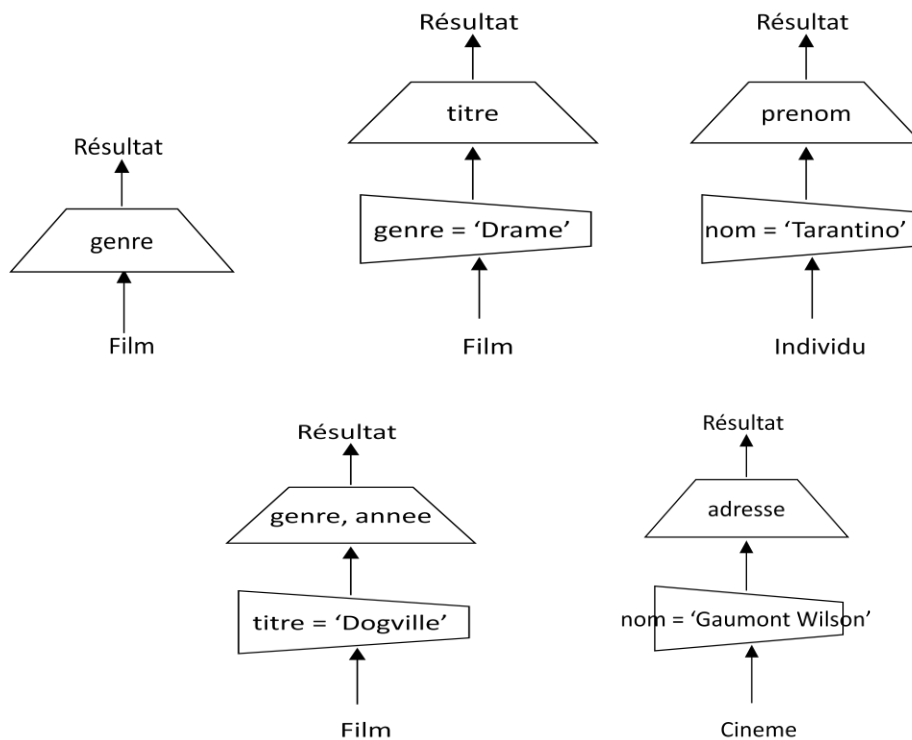 Résultat
genre
Film
Résultat
titre
genre = ‘Drame’
Film
Résultat
prenom
nom = ‘Tarantino’
Individu
Résultat
genre, annee
titre = ‘Dogville’
Film
Résultat
adresse
nom = ‘Gaumont Wilson’
Cineme